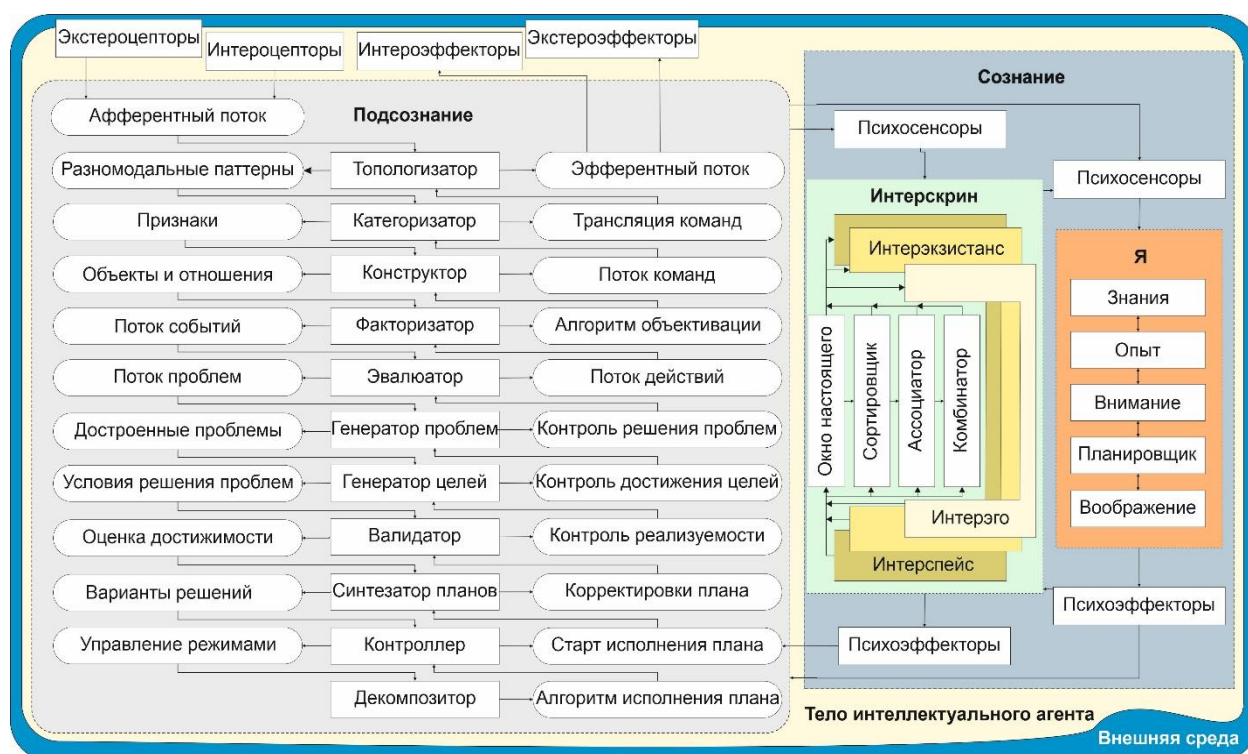 Экстероцепторы
Интероцепторы
Интероэффекторы
Экстероэффекторы
Подсознание
Афферентный поток
Разномодальные паттерны
Топологизатор
Эфферентный поток
Признаки
Категоризатор
Трансляция команд
Объекты и отношения
Конструктор
Поток команд
Поток событий
Факторизатор
Алгоритм объективации
Поток проблем
Эвалюатор
Поток действий
Достроенные проблемы
Генератор проблем
Контроль решения проблем
Условия решения проблем
Генератор целей
Контроль достижения целей
Оценка достижимости
Валидатор
Контроль реализуемости
Варианты решений
Синтезатор планов
Корректировки плана
Управление режимами
Контроллер
Старт исполнения плана
Декомпозитор
Алгоритм исполнения плана
Сознание
Психосенсоры
Психосенсоры
Интерскрин
Интерэкзистанс
Окно настоящего
Сортировщик
Ассоциатор
Комбинатор
Интерэго
Интерспейс
Я
Знания
Опыт
Внимание
Планировщик
Воображение
Психоэффекторы
Психоэффекторы
Тело интеллектуального агента
Внешняя среда